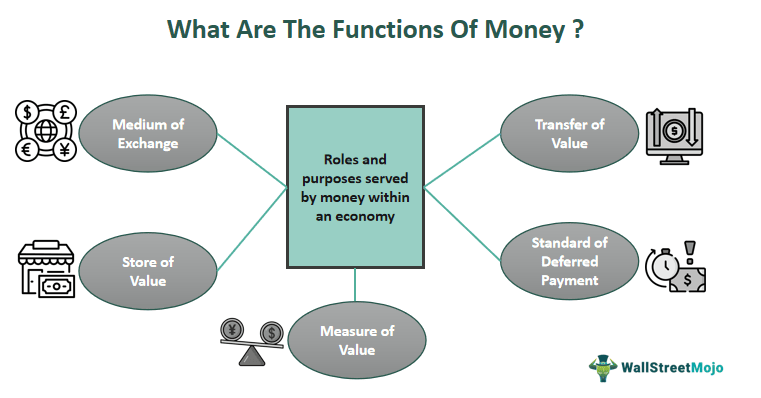 What Are The Functions Of Money ?
Medium of
Exchange
Store of
Value
Roles and
purposes served
by money within
an economy
Measure of
Value
Transfer of
Value
Standard of
Deferred
Payment
$ £
€ ¥
$
¥ $
$
WallStreetMojo